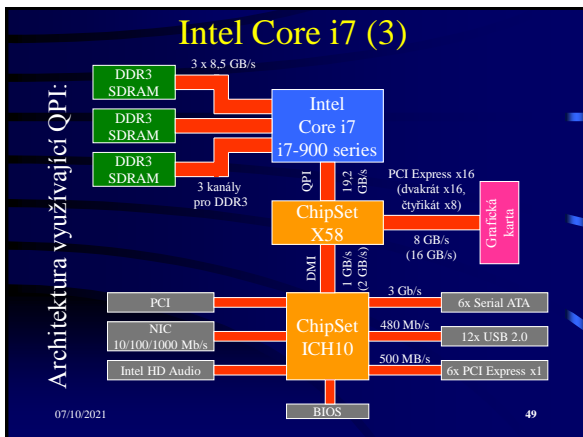 Intel Core i7 (3)
Architektura využívající QPI:
DDR3
SDRAM
3 x 8,5 GB/s
DDR3
SDRAM
DDR3
SDRAM
3 kanály
pro DDR3
Intel
Core i7
i7-900 series
QPI
19,2
GB/s
PCI Express x16
(dvakrát x16,
čtyřikát x8)
ChipSet
X58
8 GB/s
(16 GB/s)
Grafická
karta
DMI
1 GB/s
(2 GB/s)
PCI
NIC
10/100/1000 Mb/s
Intel HD Audio
ChipSet
ICH10
3 Gb/s
6x Serial ATA
480 Mb/s
12x USB 2.0
500 MB/s
6x PCI Express x1
BIOS
07/10/2021
49